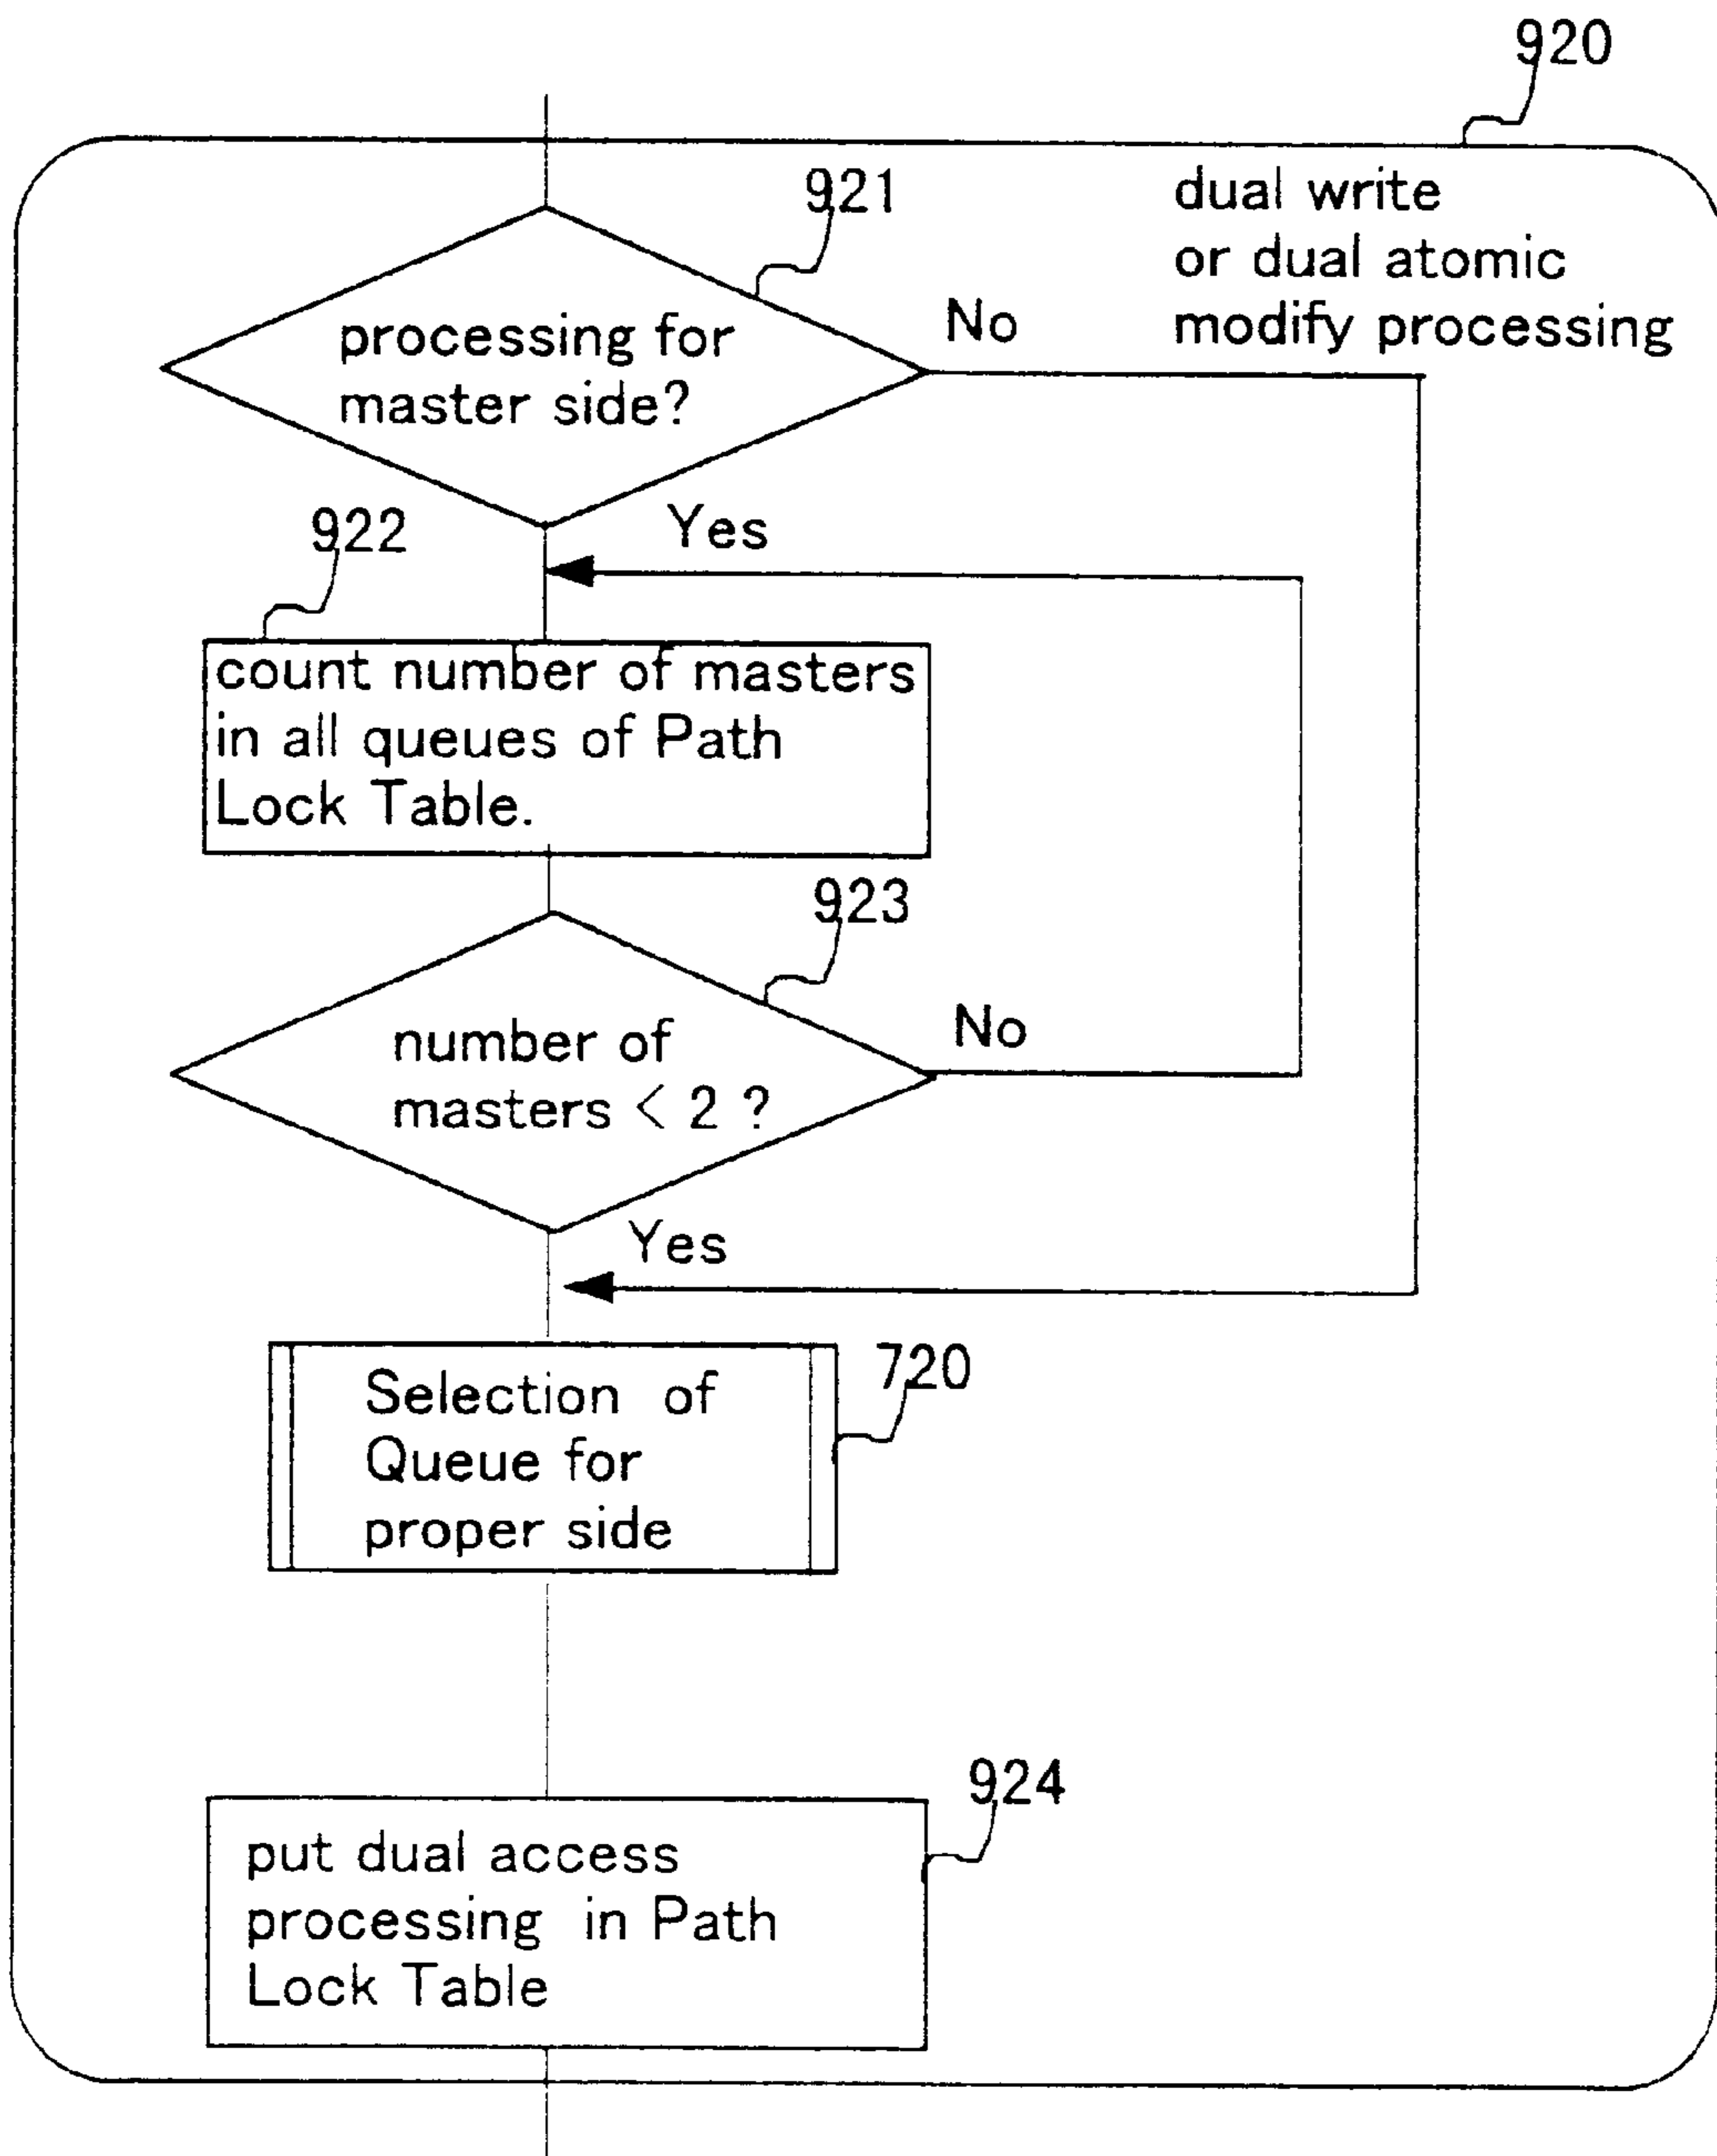 920
921
dual write
or dual atomic
modify processing
processing for
master side?
No
Yes
922
count number of masters
in all queues of Path
Lock Table.
923
number of
masters < 2 ?
No
Yes
720
Selection of
Queue for
proper side
924
put dual access
processing in Path
Lock Table